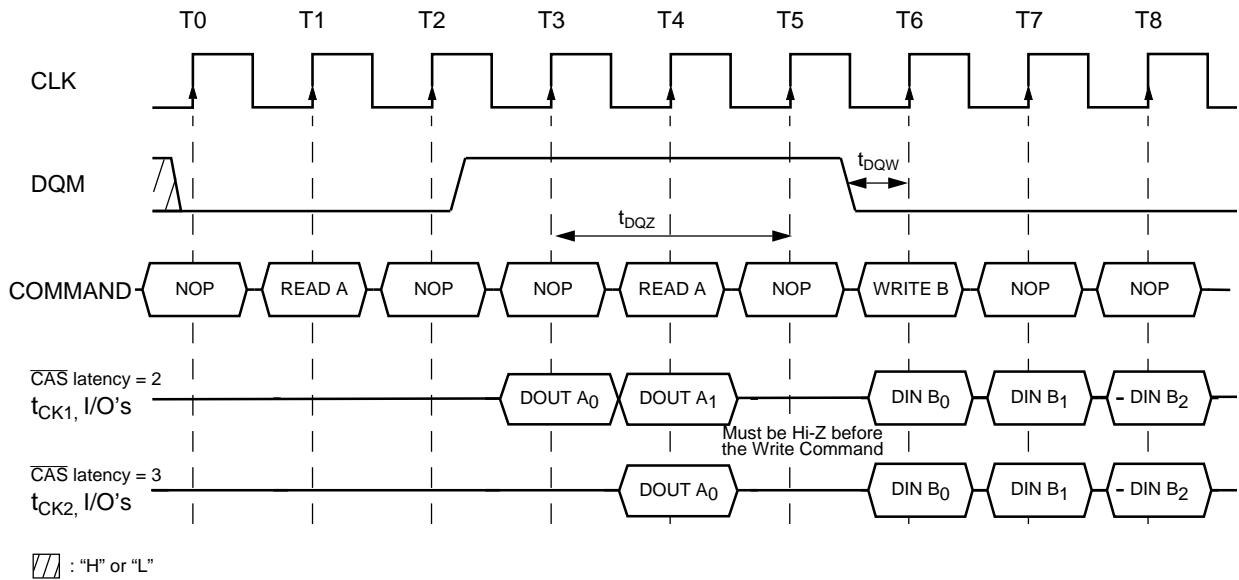 T0 T1 T2 T3 T4 T5 T6 T7 T8
CLK
DQM
tDQW
tDQZ
COMMAND NOP READ A NOP NOP READ A NOP WRITE B NOP NOP
CAS latency = 2
tCK1, I/O's
DOUT A0 DOUT A1 DIN B0 DIN B1 DIN B2
Must be Hi-Z before
the Write Command
CAS latency = 3
tCK2, I/O's
DOUT A0 DIN B0 DIN B1 DIN B2
: “H” or “L”